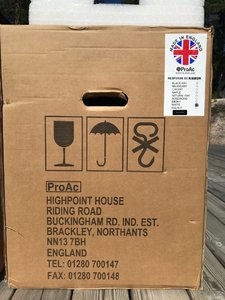 MADE IN ENGLAND
ProAc
ProAc
HIGHPOINT HOUSE
RIDING ROAD
BUCKINGHAM RD. IND. EST.
BRACKLEY, NORTHANTS
NN13 7BH
ENGLAND
TEL: 01280 700147
FAX: 01280 700148